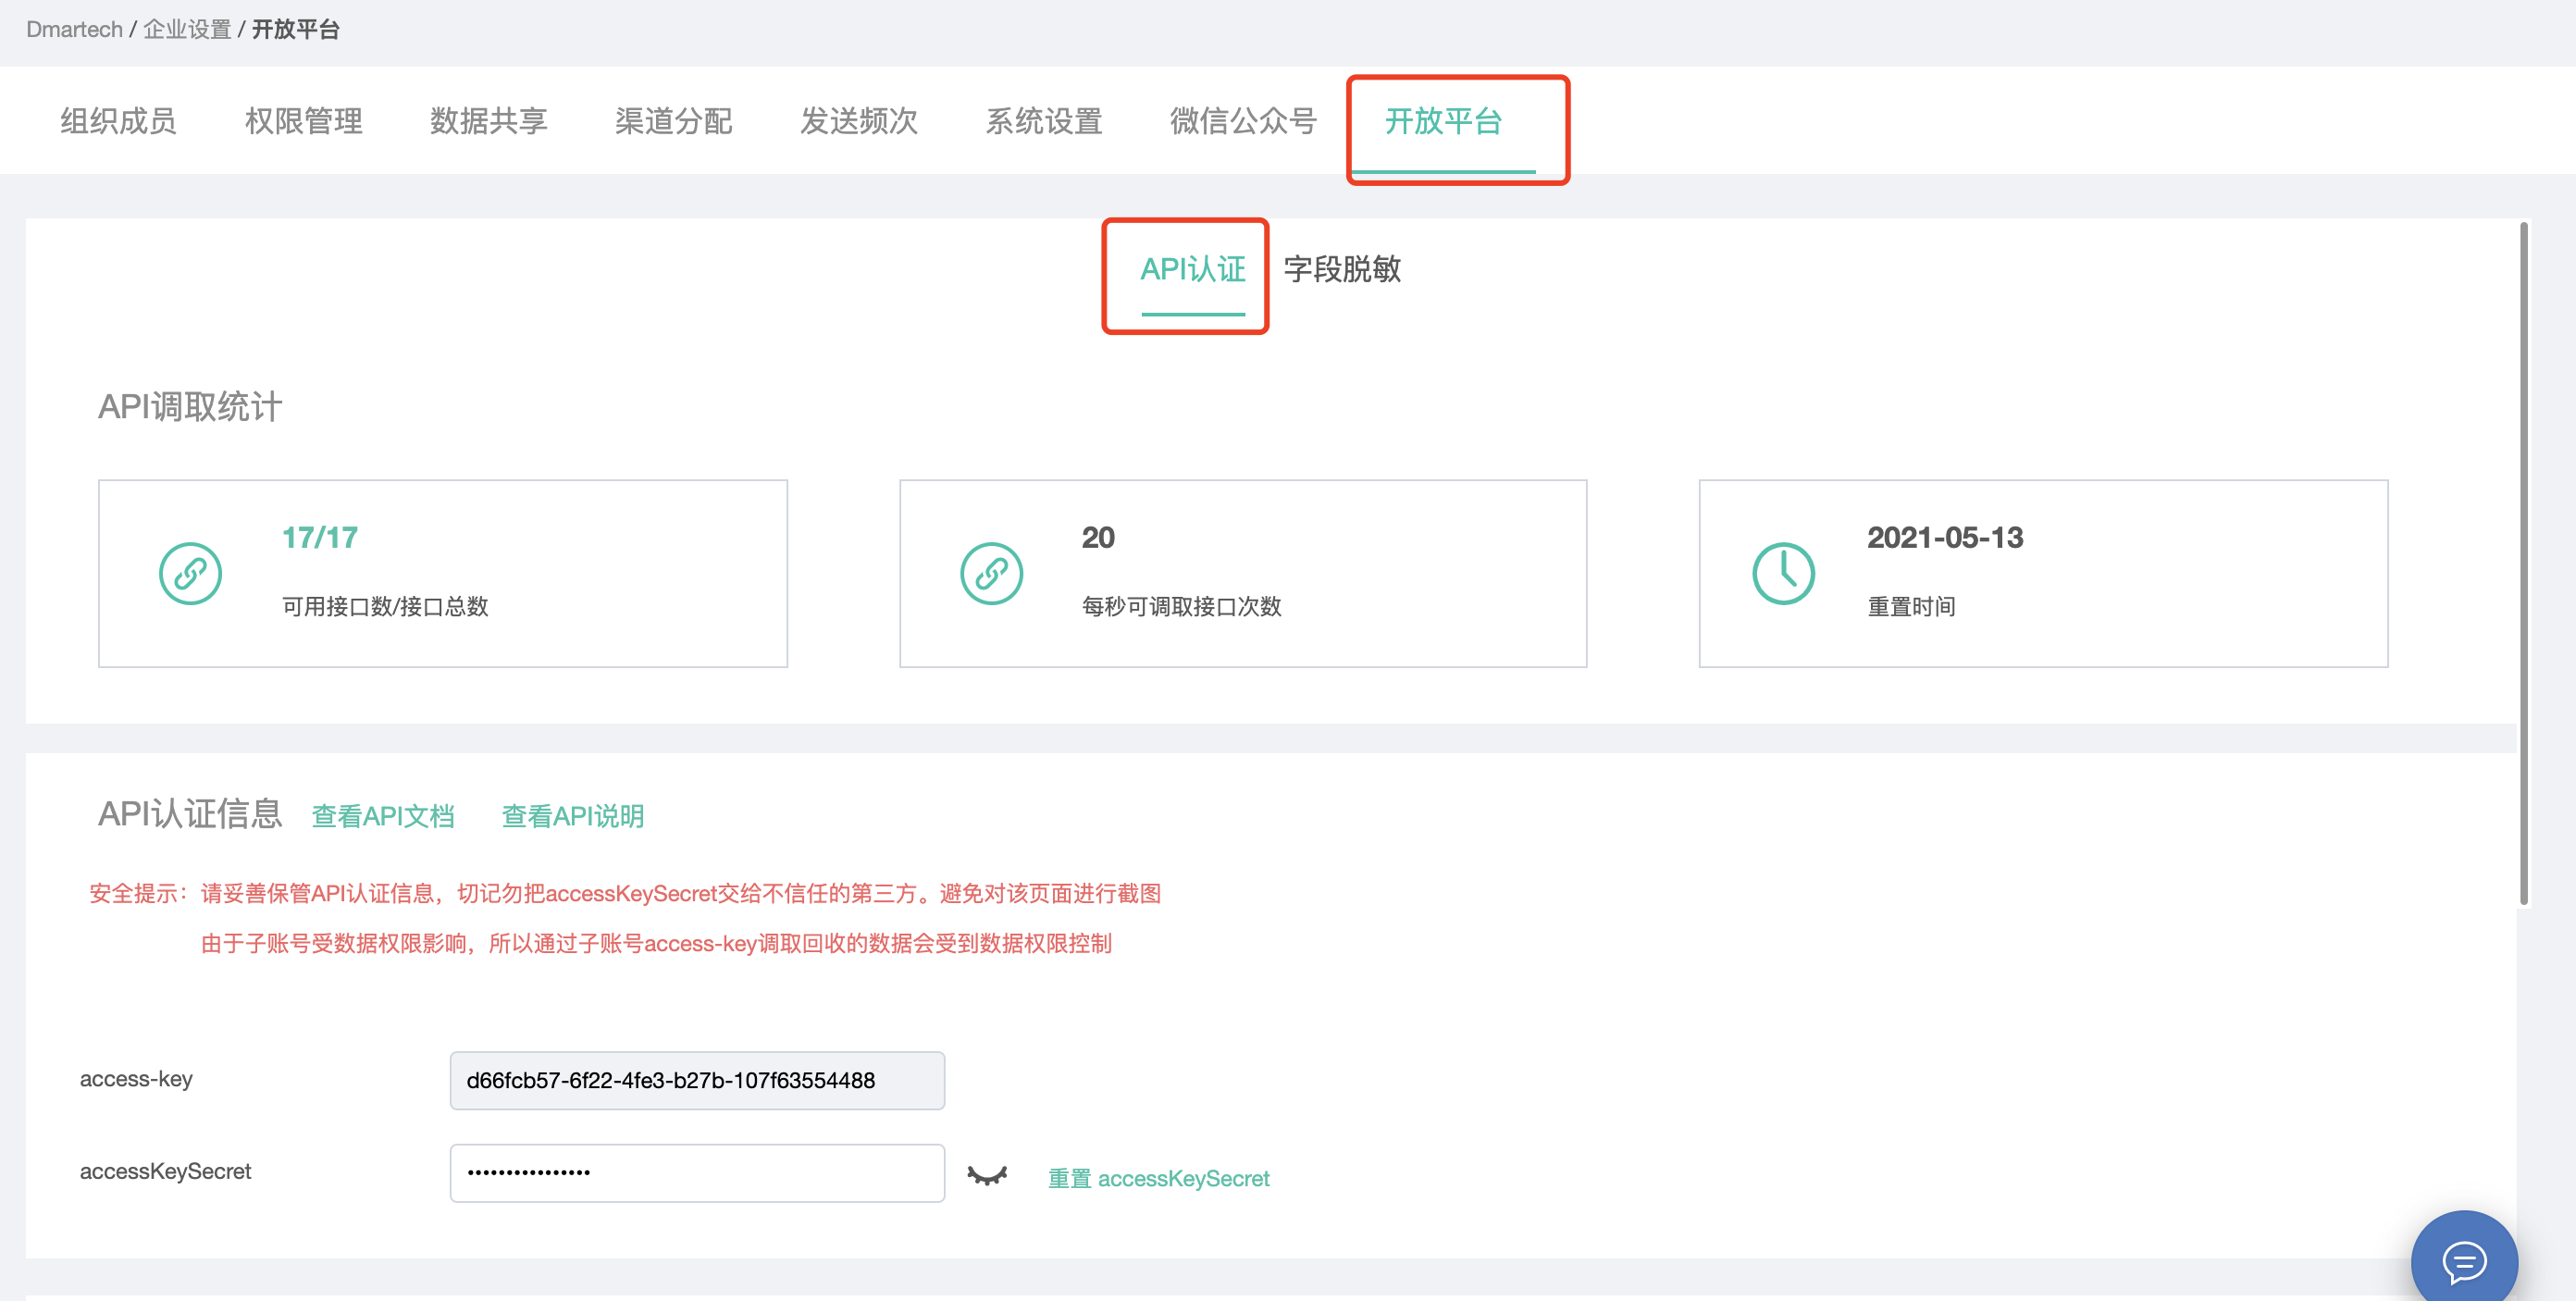 Dmartech / 企业设置 / 开放平台
组织成员 权限管理 数据共享 渠道分配 发送频次 系统设置 微信公众号 开放平台
API认证 字段脱敏
API调取统计
17/17 20 2021-05-13
可用接口数/接口总数 每秒可调取接口次数 重置时间
API认证信息 查看API文档 查看API说明
安全提示：请妥善保管API认证信息，切记勿把accessKeySecret交给不信任的第三方。避免对该页面进行截图
由于子账号受数据权限影响，所以通过子账号access-key调取回收的数据会受到数据权限控制
access-key d66fcb57-6f22-4fe3-b27b-107f63554488
accessKeySecret •••••••••••••••• 重置 accessKeySecret